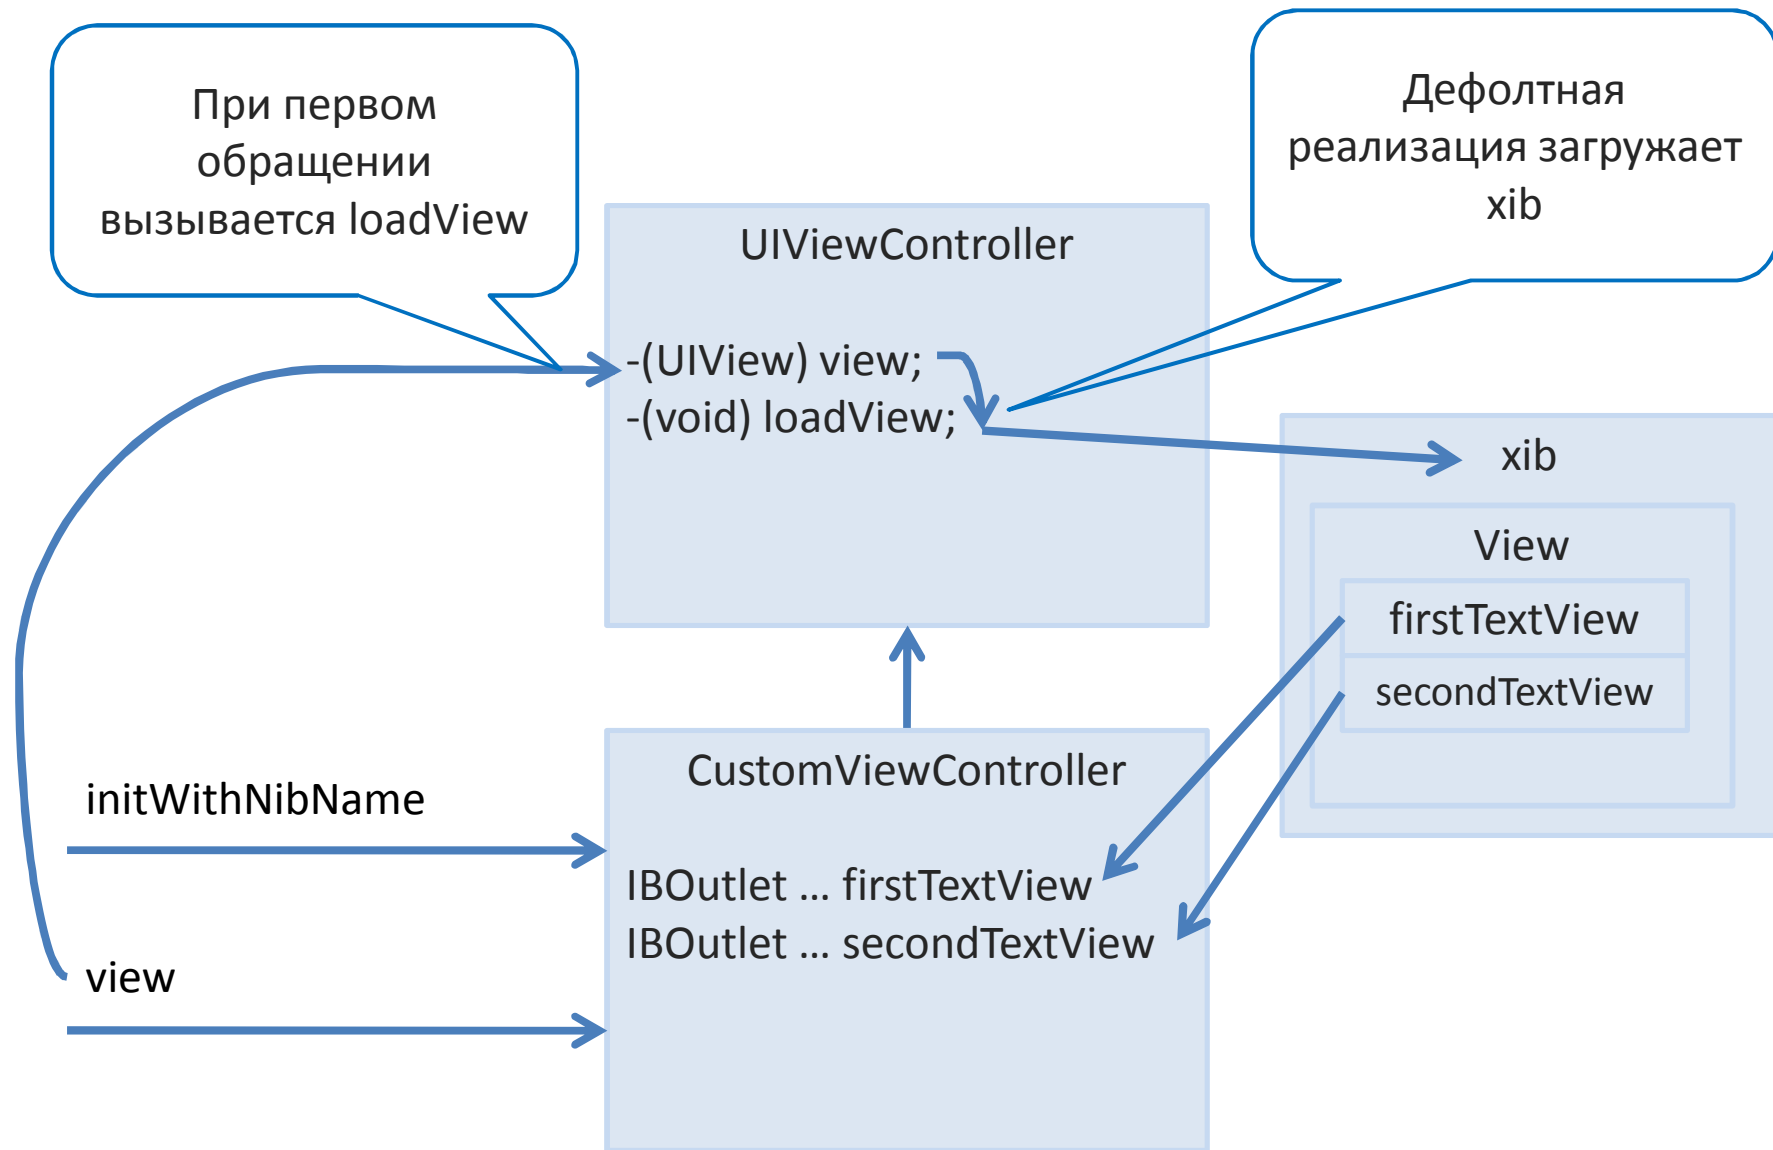 При первом
обращении
вызывается loadView
Дефолтная
реализация загружает
xib
UIViewController
-(UIView) view;
-(void) loadView;
xib
View
firstTextView
secondTextView
CustomViewController
initWithNibName
IBOutlet ... firstTextView
IBOutlet ... secondTextView
view